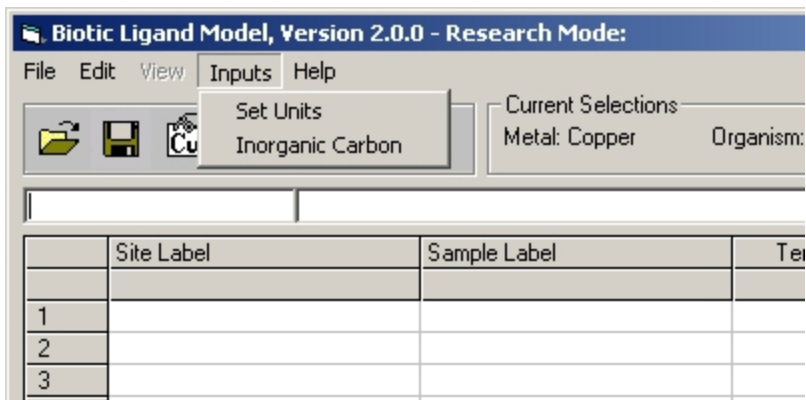 Biotic Ligand Model, Version 2.0.0 - Research Mode:
File Edit View Inputs Help
Set Units
Inorganic Carbon
Cu
Current Selections
Metal: Copper Organism:
Site Label Sample Label
1
2
3